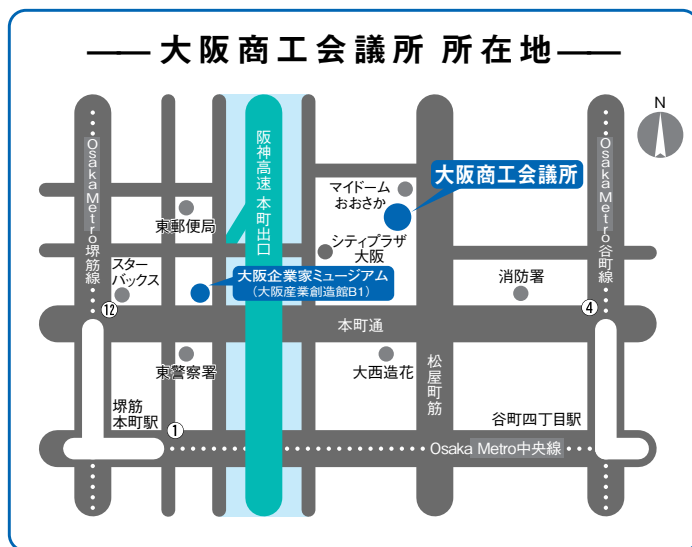 大阪商工会議所 所在地
N
Osaka Metro堺筋線
阪神高速 本町出口
Osaka Metro谷町線
大阪商工会議所
マイドーム
おおさか
東郵便局
シティプラザ
大阪
スター
バックス
大阪企業家ミュージアム
(大阪産業創造館B1)
消防署
⑫
④
本町通
東警察署
大西造花
松屋町筋
堺筋
本町駅
①
谷町四丁目駅
Osaka Metro中央線